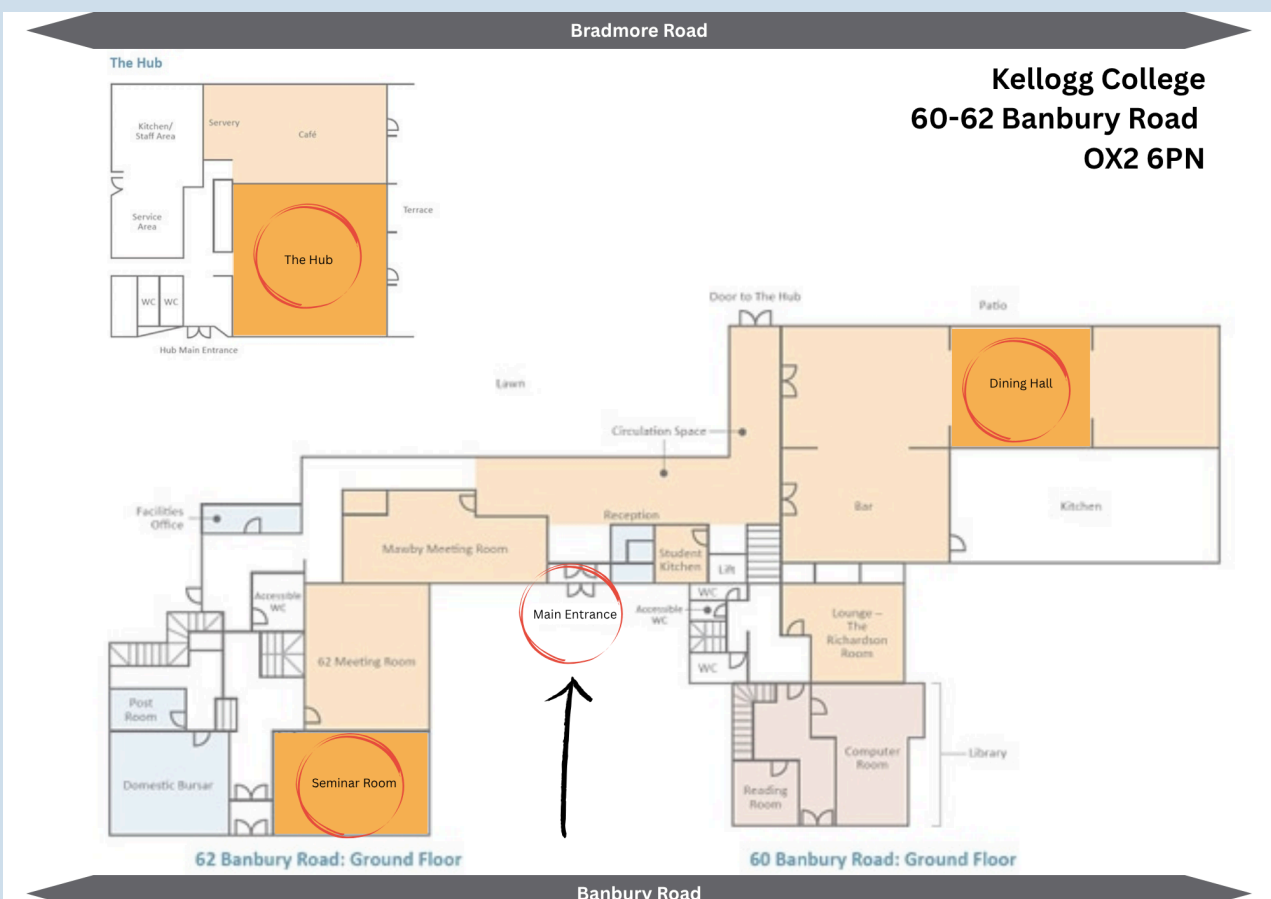 Bradmore Road
The Hub
Kellogg College
60-62 Banbury Road
OX2 6PN
Kitchen/
Staff Area
Servery
Café
Service
Area
Terrace
The Hub
WC
WC
Hub Main Entrance
Door to The Hub
Patio
Lawn
Dining Hall
Circulation Space
Facilities
Office
Reception
Bar
Kitchen
Mawby Meeting Room
Student
Kitchen
Lift
Accessible
WC
Main Entrance
Accessible
WC
WC
Lounge –
The
Richardson
Room
62 Meeting Room
WC
Post
Room
Domestic Bursar
Seminar Room
Computer
Room
Library
Reading
Room
62 Banbury Road: Ground Floor
60 Banbury Road: Ground Floor
Banbury Road